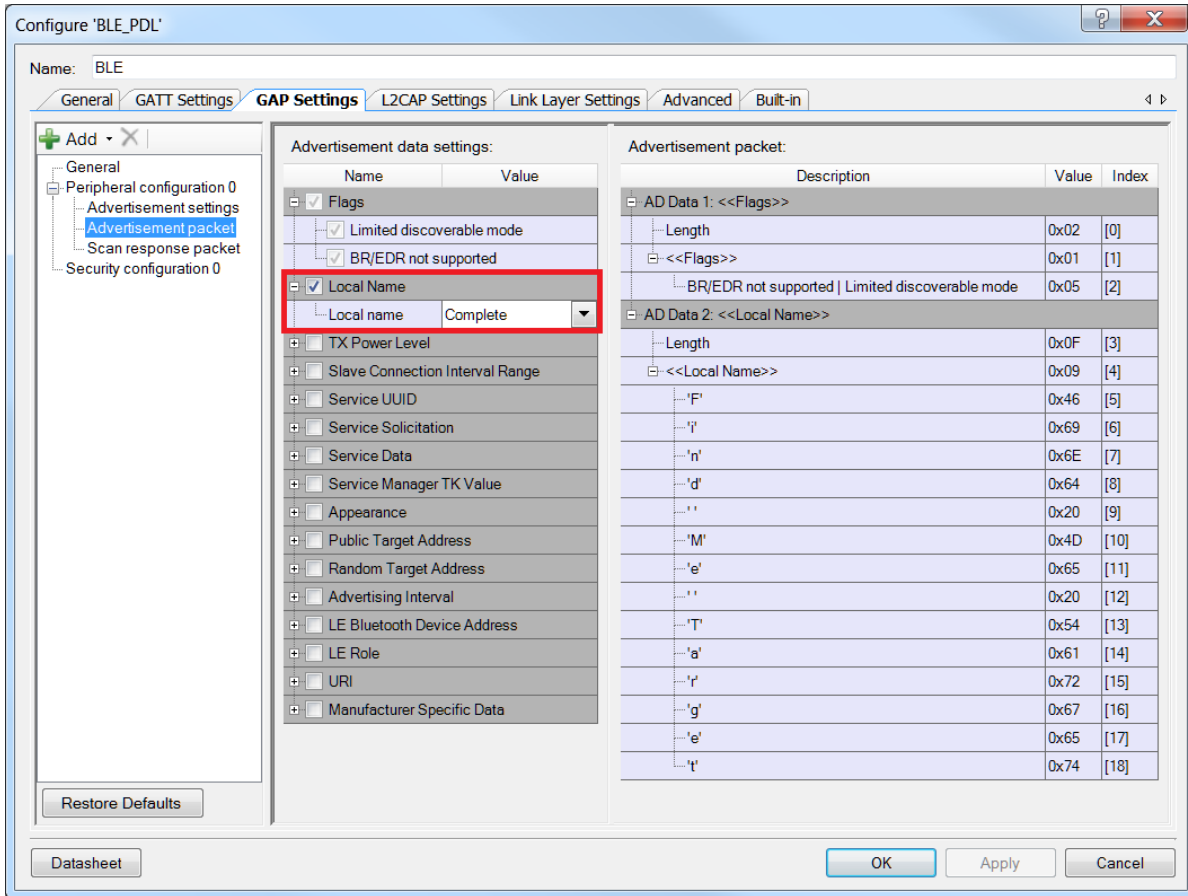 Configure 'BLE_PDL'
Name: BLE
General GATT Settings GAP Settings L2CAP Settings Link Layer Settings Advanced Built-in
Add
General
Peripheral configuration 0
Advertisement settings
Advertisement packet
Scan response packet
Security configuration 0
Restore Defaults
Advertisement data settings:
Name Value
Flags
Limited discoverable mode
BR/EDR not supported
Local Name
Local name Complete
TX Power Level
Slave Connection Interval Range
Service UUID
Service Solicitation
Service Data
Service Manager TK Value
Appearance
Public Target Address
Random Target Address
Advertising Interval
LE Bluetooth Device Address
LE Role
URI
Manufacturer Specific Data
Advertisement packet:
Description Value Index
AD Data 1: <<Flags>>
Length 0x02 [0]
<<Flags>> 0x01 [1]
BR/EDR not supported | Limited discoverable mode 0x05 [2]
AD Data 2: <<Local Name>>
Length 0x0F [3]
<<Local Name>> 0x09 [4]
'F' 0x46 [5]
'i' 0x69 [6]
'n' 0x6E [7]
'd' 0x64 [8]
' ' 0x20 [9]
'M' 0x4D [10]
'e' 0x65 [11]
' ' 0x20 [12]
'T' 0x54 [13]
'a' 0x61 [14]
'r' 0x72 [15]
'g' 0x67 [16]
'e' 0x65 [17]
't' 0x74 [18]
Datasheet OK Apply Cancel